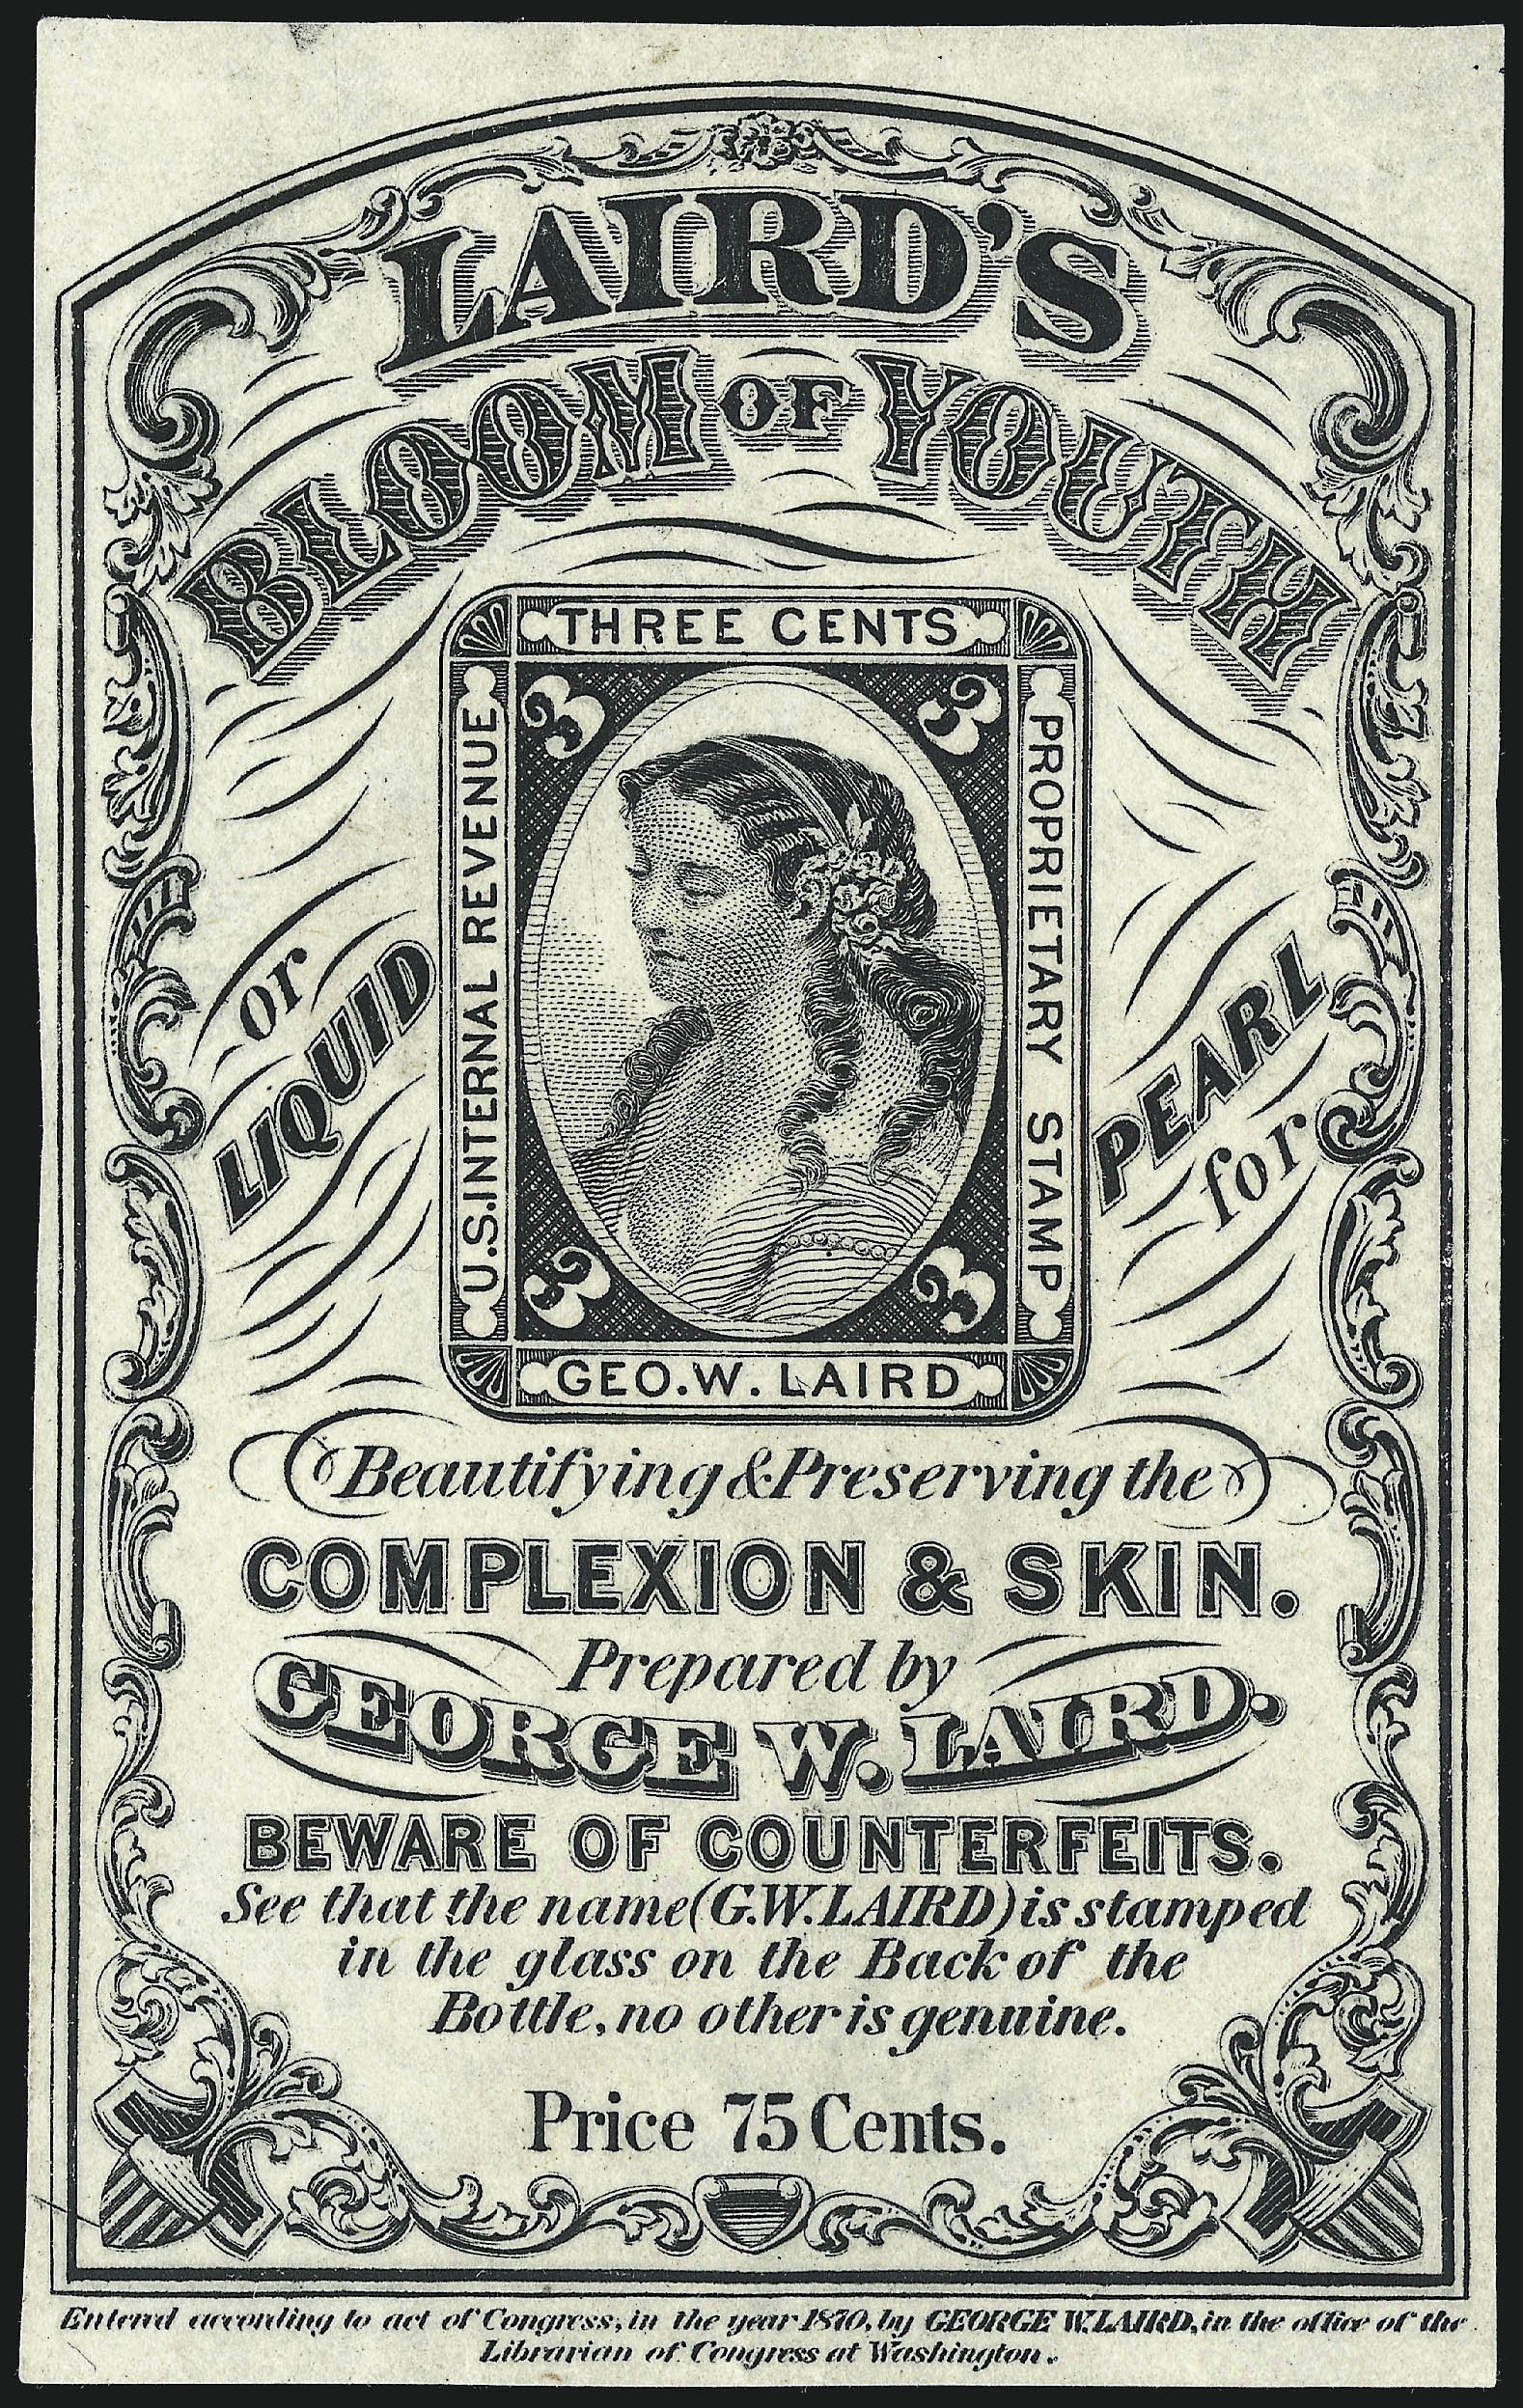 LAIRD'S
BLOOM OF YOUTH
THREE CENTS
3 3
U.S. INTERNAL REVENUE
PROPRIETARY STAMP
3 3
GEO. W. LAIRD
or
LIQUID
PEARL
for
Beautifying & Preserving the
COMPLEXION & SKIN.
Prepared by
GEORGE W. LAIRD.
BEWARE OF COUNTERFEITS.
See that the name (G.W. LAIRD) is stamped
in the glass on the Back of the
Bottle, no other is genuine.
Price 75 Cents.
Entered according to act of Congress, in the year 1870, by GEORGE W. LAIRD, in the office of the
Librarian of Congress at Washington.